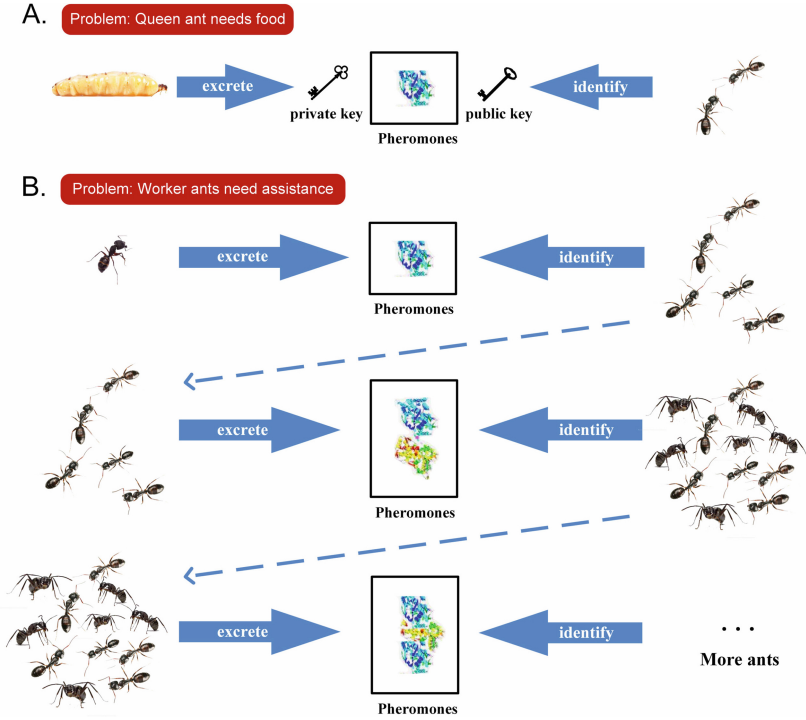 A.
Problem: Queen ant needs food
excrete
private key
public key
identify
Pheromones
B.
Problem: Worker ants need assistance
excrete
identify
Pheromones
excrete
identify
Pheromones
excrete
identify
. . .
More ants
Pheromones